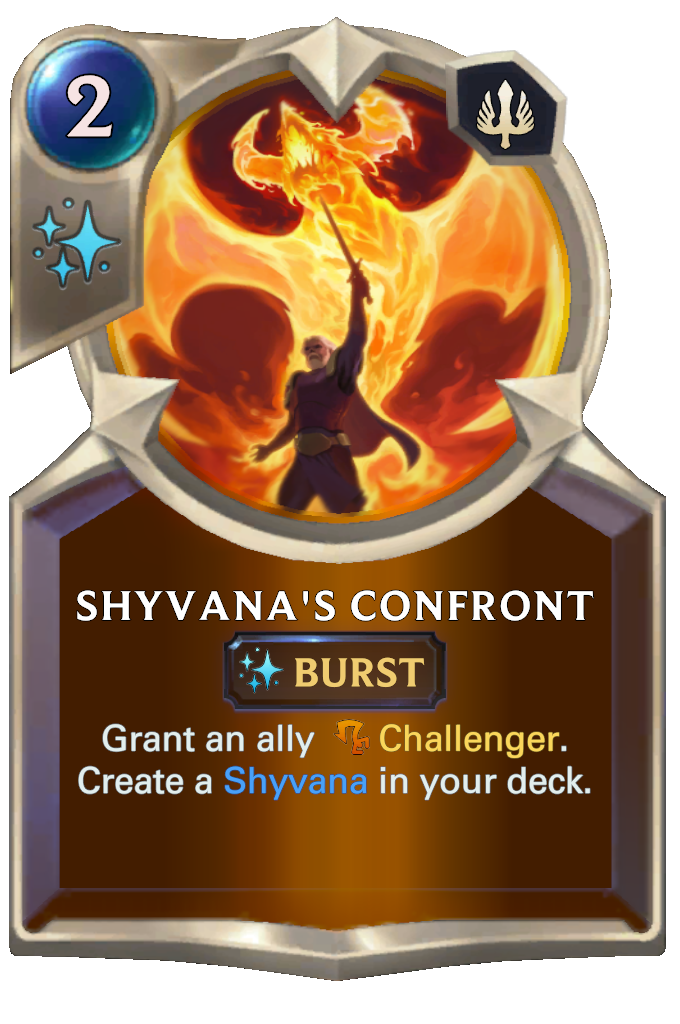 2
SHYVANA'S CONFRONT
BURST
Grant an ally Challenger.
Create a Shyvana in your deck.